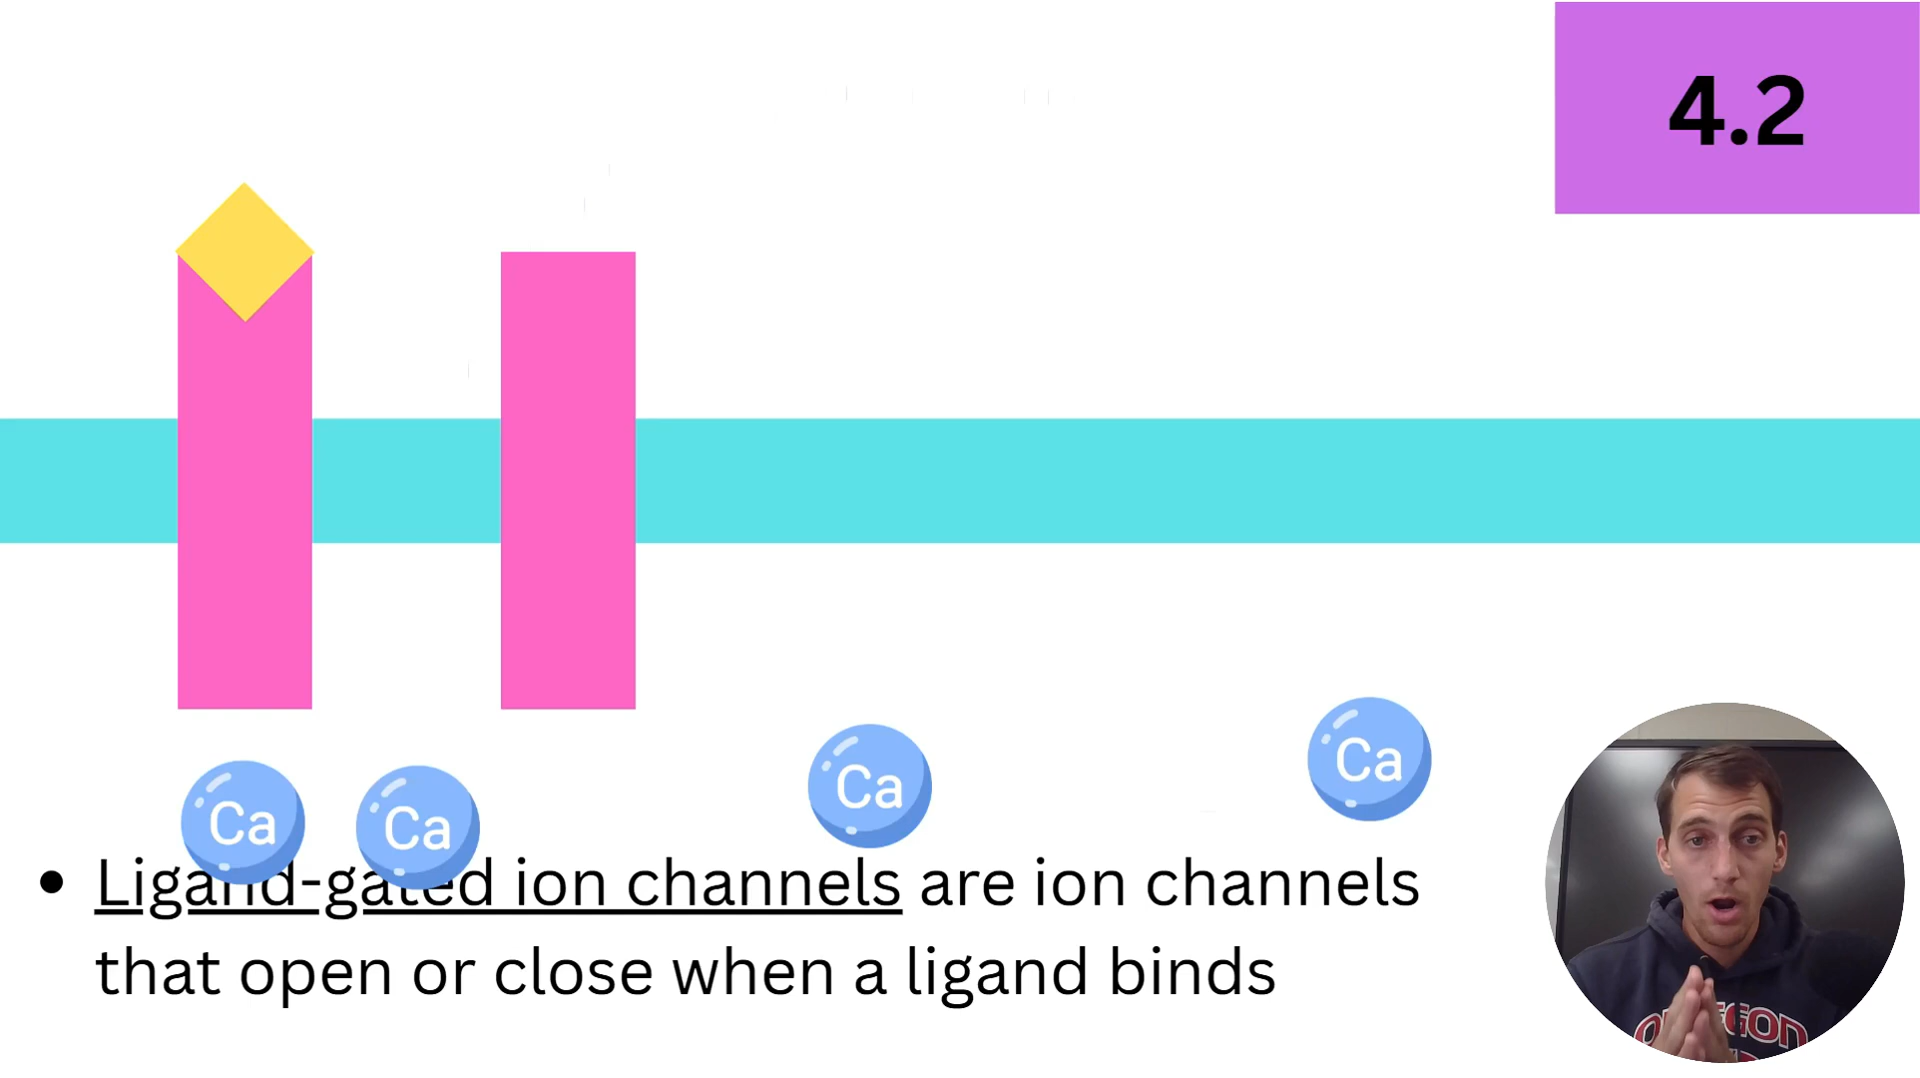 4.2
Ca
Ca
Ca
Ca
• Ligand-gated ion channels are ion channels
that open or close when a ligand binds